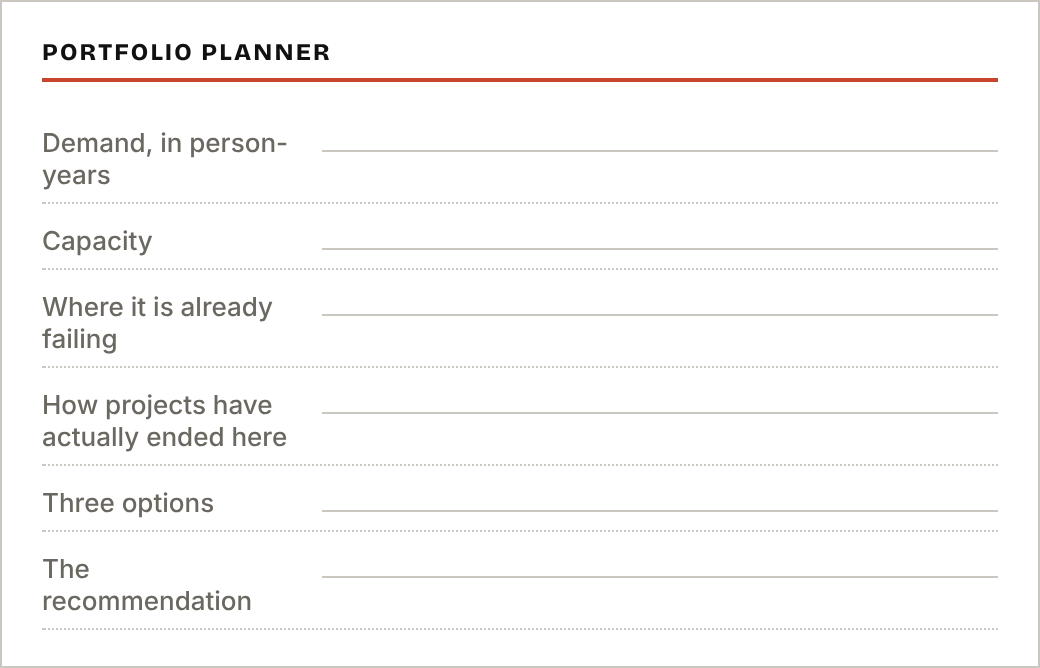 PORTFOLIO PLANNER
Demand, in person-
years
Capacity
Where it is already
failing
How projects have
actually ended here
Three options
The
recommendation